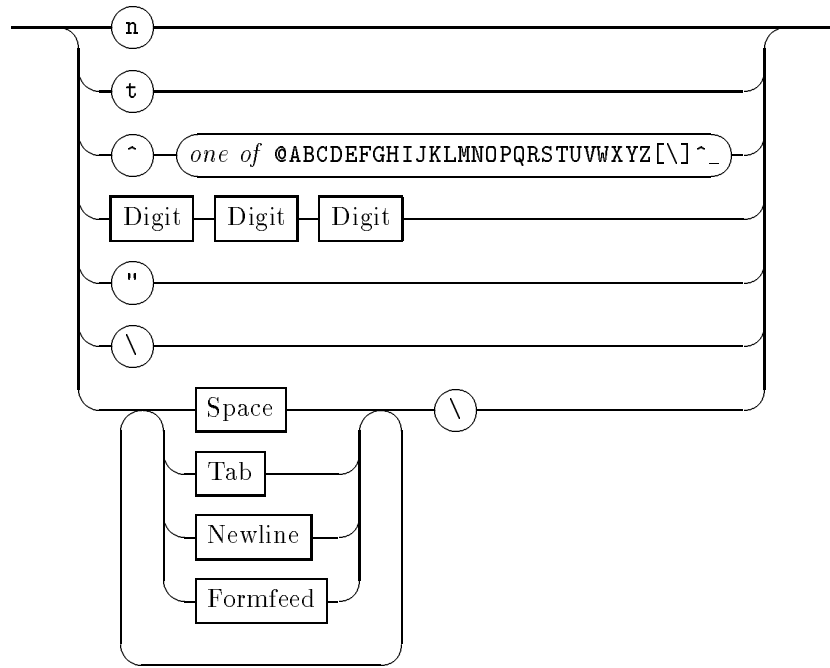 n
t
^ one of @ABCDEFGHIJKLMNOPQRSTUVWXYZ[\]^_
Digit Digit Digit
"
\
Space \
Tab
Newline
Formfeed